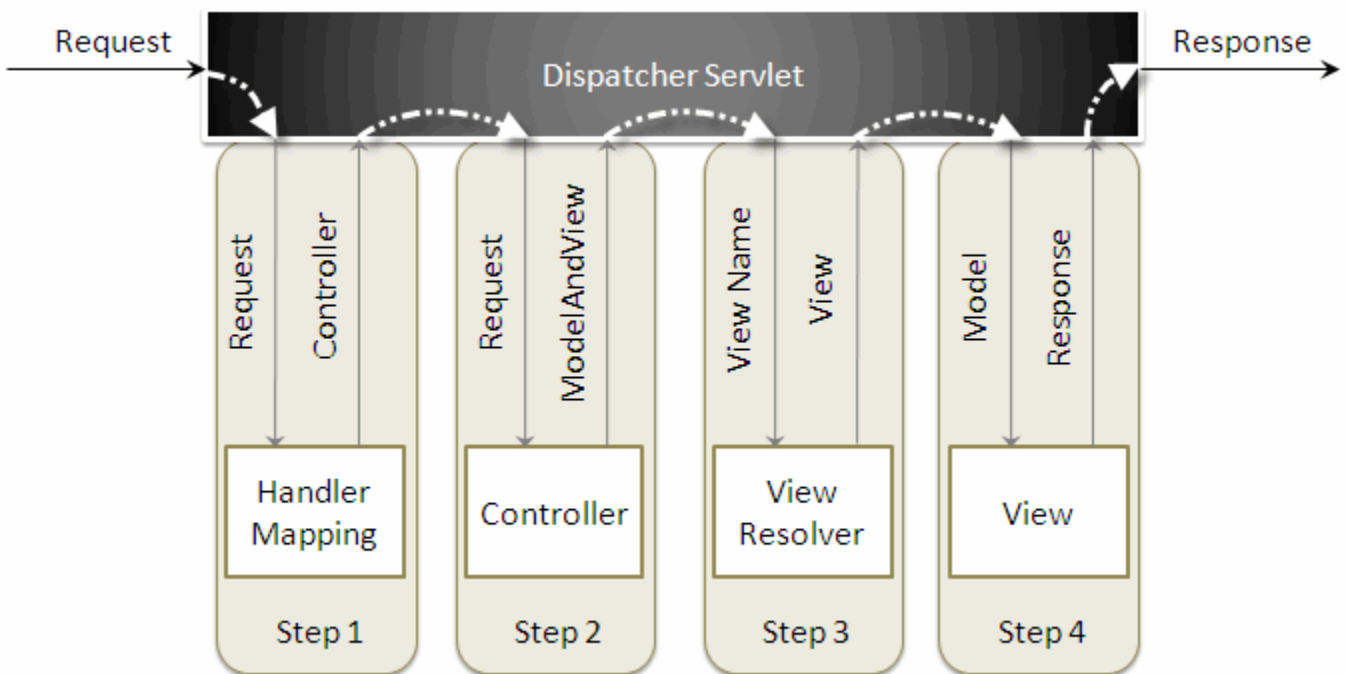 Request
Dispatcher Servlet
Response
Request
Controller
Request
ModelAndView
View Name
View
Model
Response
Handler
Mapping
Controller
View
Resolver
View
Step 1
Step 2
Step 3
Step 4